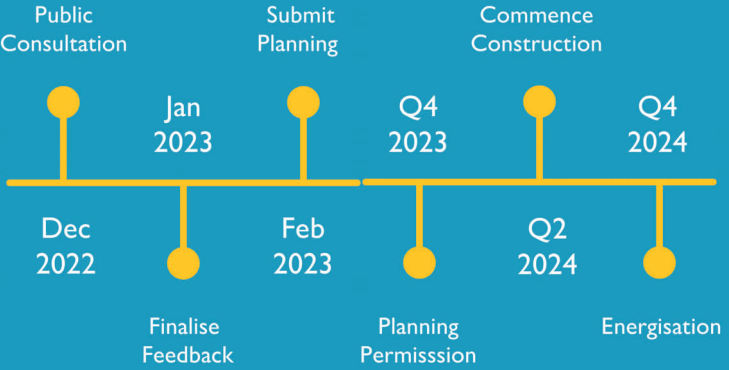 Public
Consultation
Submit
Planning
Commence
Construction
Jan
2023
Q4
2023
Q4
2024
Dec
2022
Feb
2023
Q2
2024
Finalise
Feedback
Planning
Permisssion
Energisation